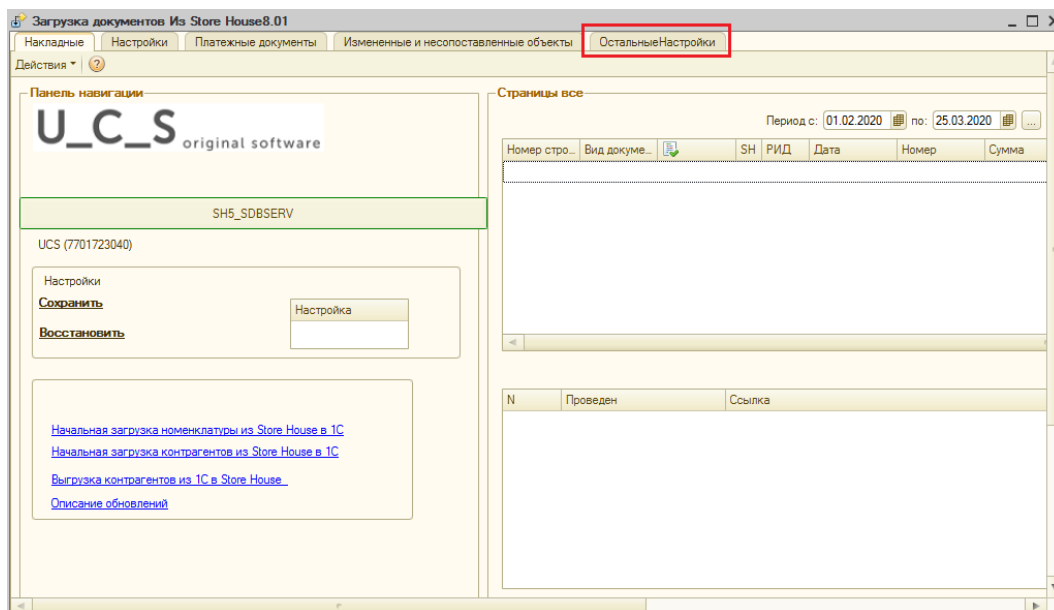 Загрузка документов Из Store House8.01
Накладные Настройки Платежные документы Измененные и несопоставленные объекты ОстальныеНастройки
Действия
Панель навигации
U_C_S original software
SH5_SDBSERV
UCS (7701723040)
Настройки
Сохранить
Восстановить
Настройка
Начальная загрузка номенклатуры из Store House в 1С
Начальная загрузка контрагентов из Store House в 1С
Выгрузка контрагентов из 1С в Store House
Описание обновлений
Страницы все
Период с: 01.02.2020 по: 25.03.2020 ...
Номер стро... Вид докуме... SH РИД Дата Номер Сумма
N Проведен Ссылка